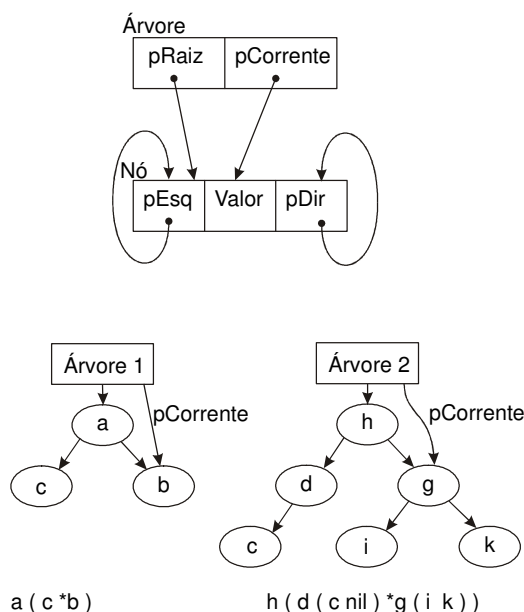 Árvore
pRaiz pCorrente
Nó
pEsq Valor pDir
Árvore 1
pCorrente
a
c b
a ( c *b )
Árvore 2
pCorrente
h
d g
c i k
h ( d ( c nil ) *g ( i k ) )